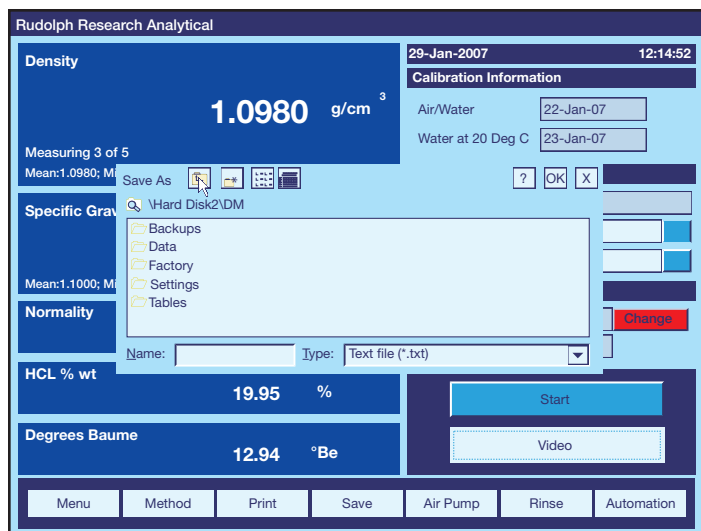 Rudolph Research Analytical
Density
1.0980 g/cm 3
Measuring 3 of 5
Mean:1.0980;
29-Jan-2007 12:14:52
Calibration Information
Air/Water 22-Jan-07
Water at 20 Deg C 23-Jan-07
Save As ? OK X
\Hard Disk2\DM
Backups
Data
Factory
Settings
Tables
Name: Type: Text file (*.txt)
Specific
Mean:1.1000;
Normality
Change
HCL % wt
19.95 %
Degrees Baume
12.94 °Be
Start
Video
Menu Method Print Save Air Pump Rinse Automation